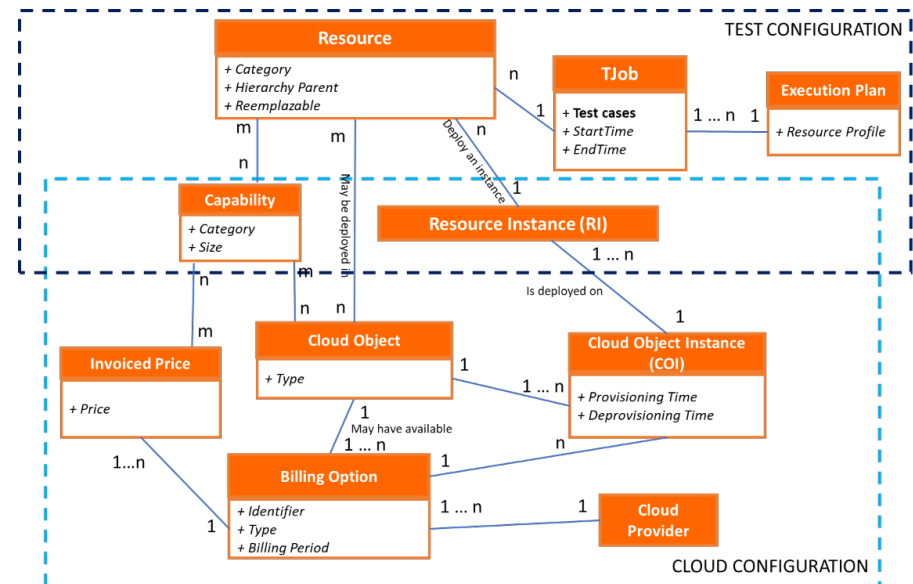 TEST CONFIGURATION
Resource
+ Category
+ Hierarchy Parent
+ Reemplazable
n
1
TJob
+ Test cases
+ StartTime
+ EndTime
1 ... n
1
Execution Plan
+ Resource Profile
m
n
m
May be deployed in
n
n
Deploy an instance
1
Capability
+ Category
+ Size
Resource Instance (RI)
1 ... n
Is deployed on
1
n
m
m
n
Invoiced Price
+ Price
Cloud Object
+ Type
1
1 ... n
Cloud Object Instance
(COI)
+ Provisioning Time
+ Deprovisioning Time
1
May have available
1 ... n
n
1
1...n
1
Billing Option
+ Identifier
+ Type
+ Billing Period
1 ... n
1
Cloud
Provider
CLOUD CONFIGURATION